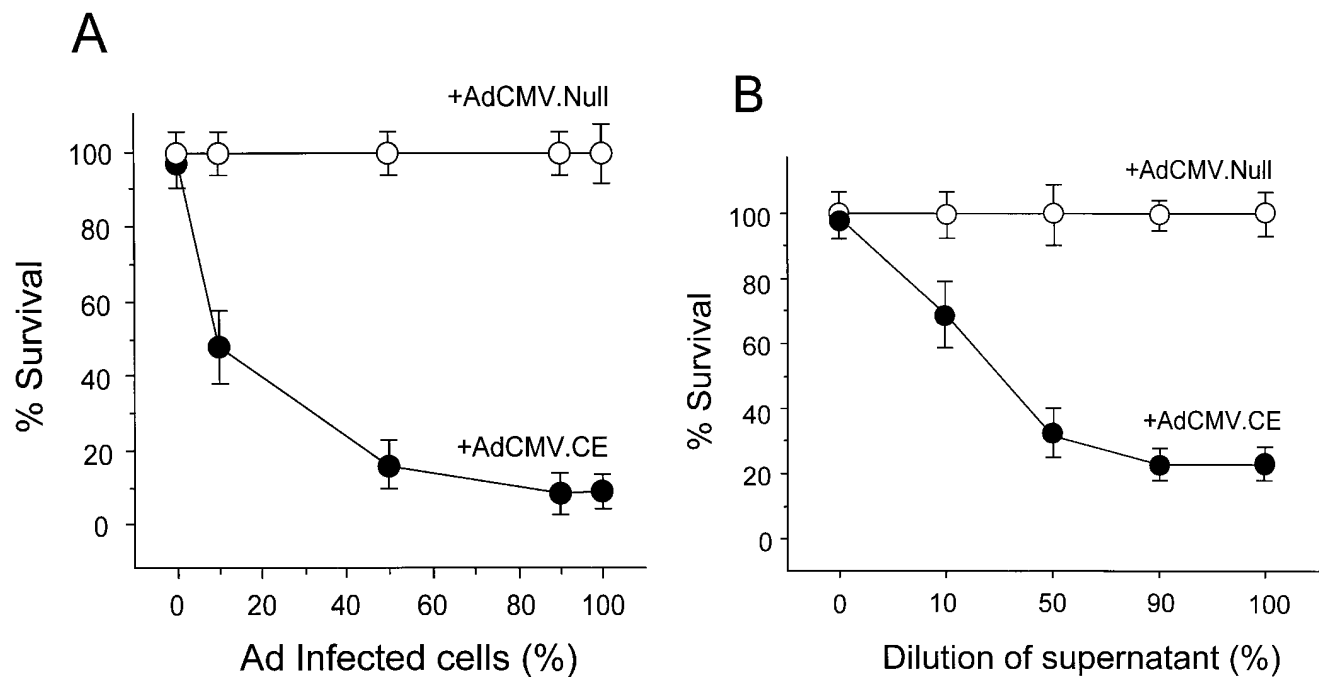 A
+AdCMV.Null
100
80
60
40
20
0
% Survival
+AdCMV.CE
0 20 40 60 80 100
Ad Infected cells (%)
B
+AdCMV.Null
100
80
60
40
20
0
% Survival
+AdCMV.CE
0 10 50 90 100
Dilution of supernatant (%)